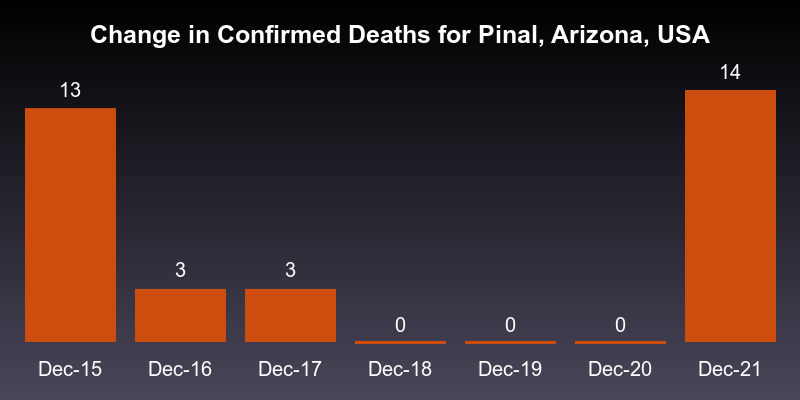 Change in Confirmed Deaths for Pinal, Arizona, USA
13
3
3
0
0
0
14
Dec-15
Dec-16
Dec-17
Dec-18
Dec-19
Dec-20
Dec-21